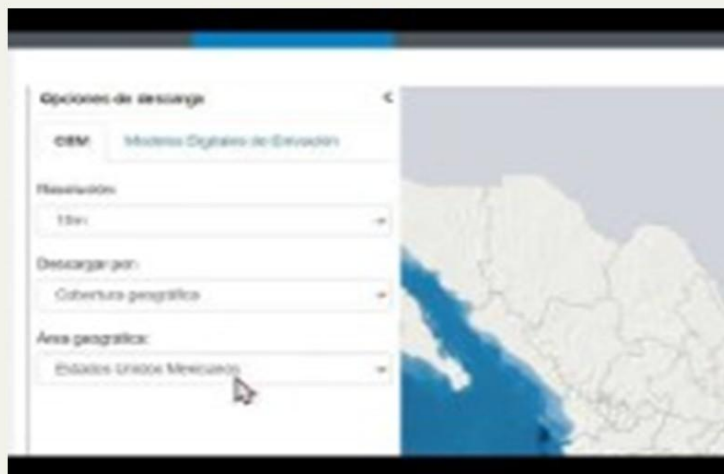 Opciones de descarga
CEM Modelos Digitales de Elevación
Resolución:
15m
Descargar por:
Cobertura geográfica
Área geográfica:
Estados Unidos Mexicanos